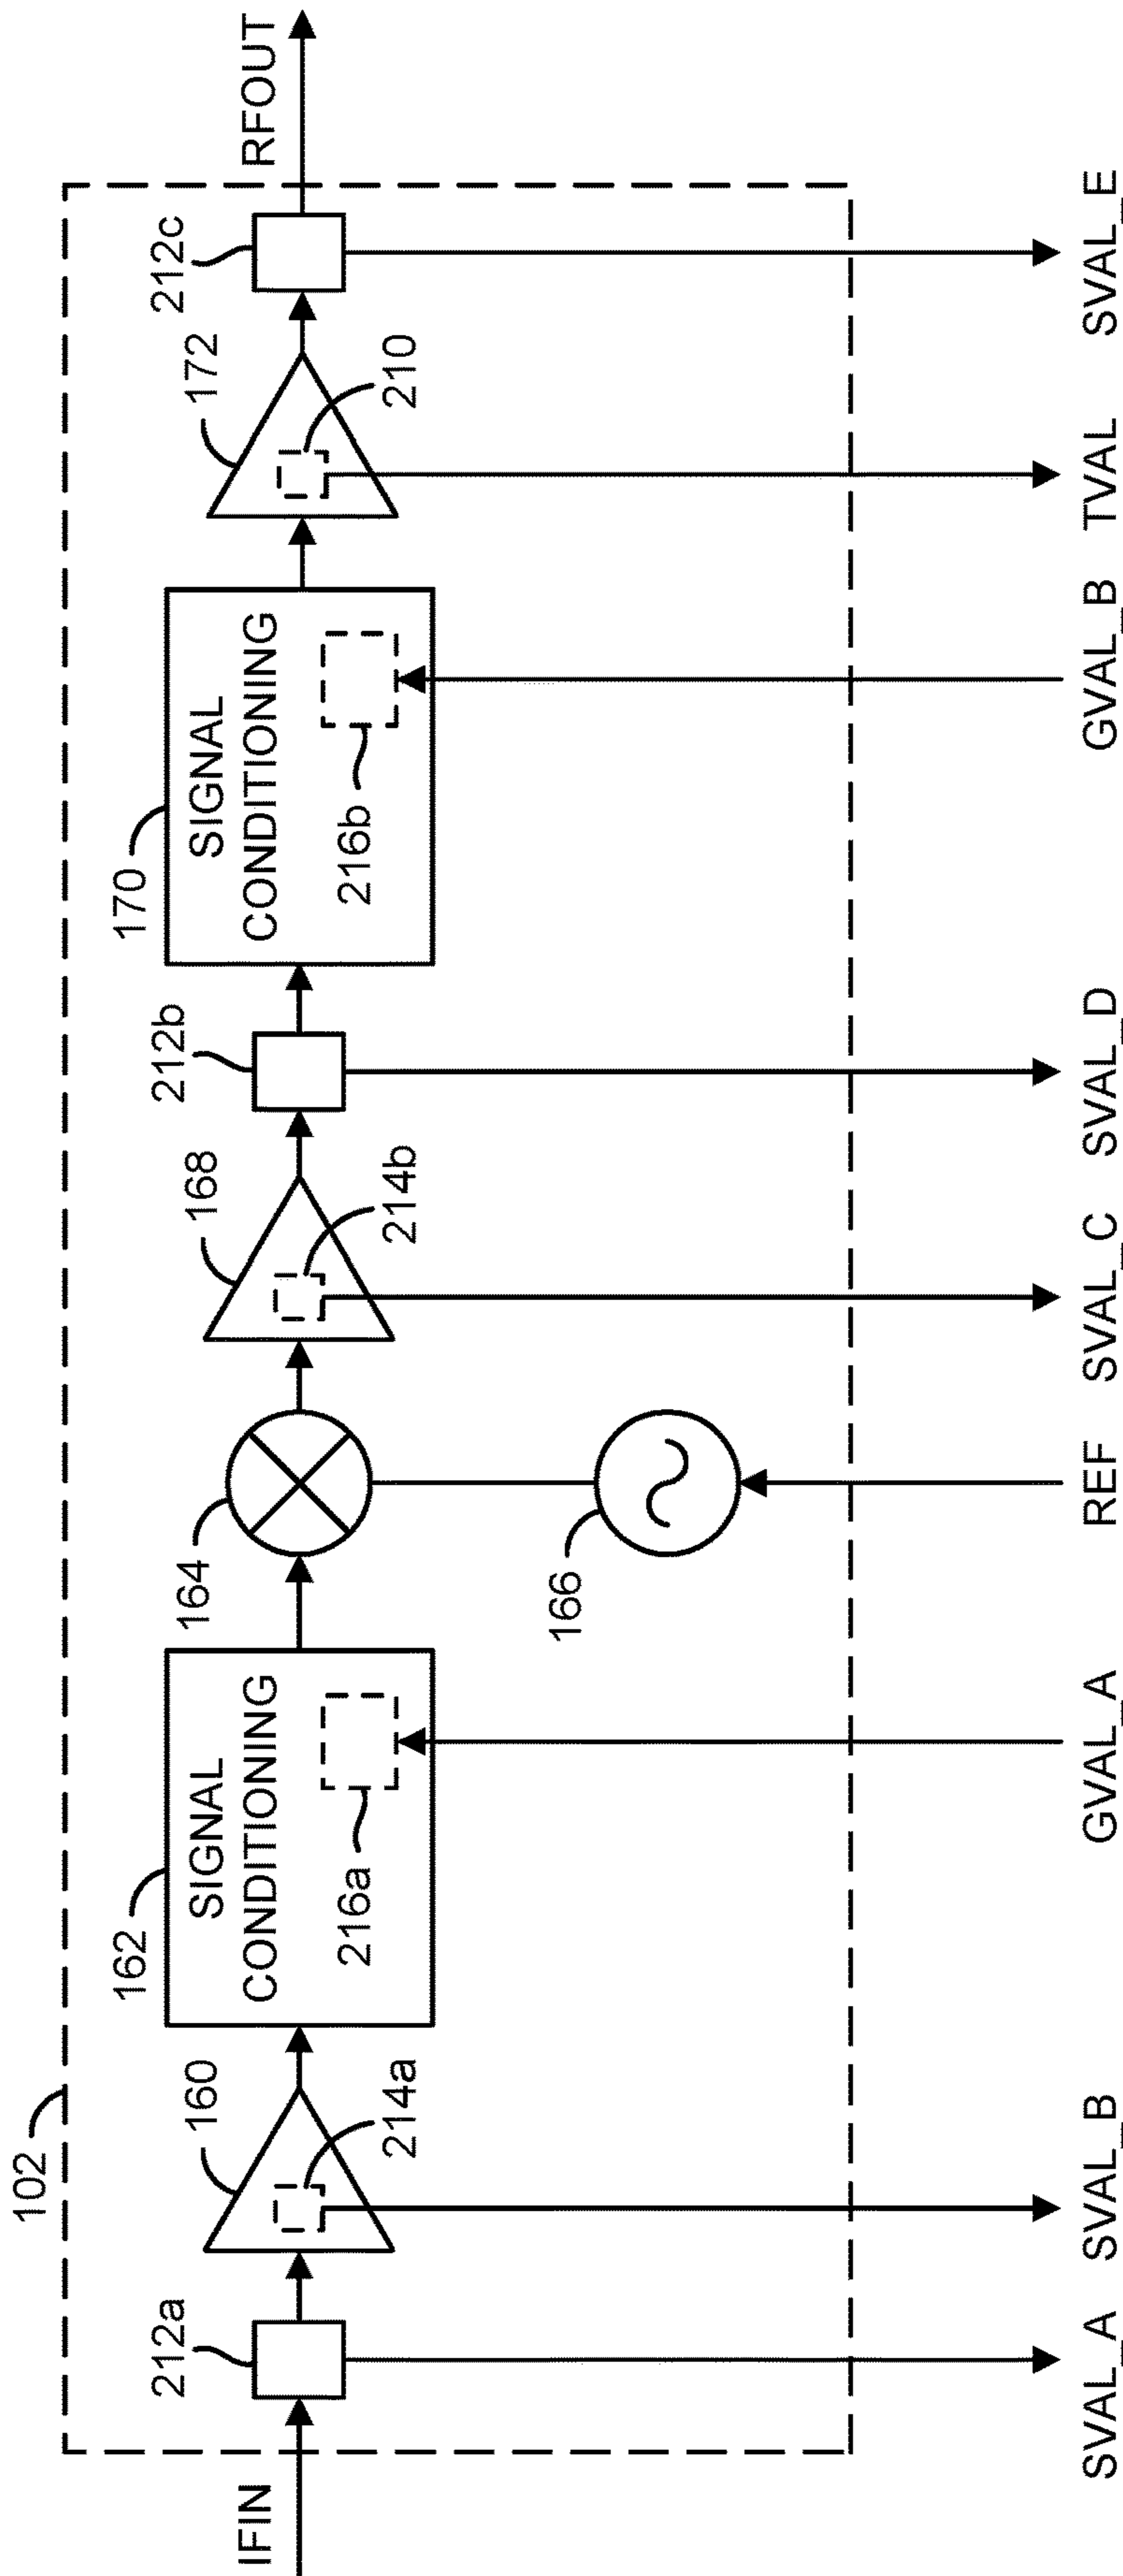 102
IFIN
212a
160
214a
162
SIGNAL
CONDITIONING
216a
164
166
168
214b
212b
170
SIGNAL
CONDITIONING
216b
172
210
212c
RFOUT
SVAL_A
SVAL_B
GVAL_A
REF
SVAL_C
SVAL_D
GVAL_B
TVAL
SVAL_E